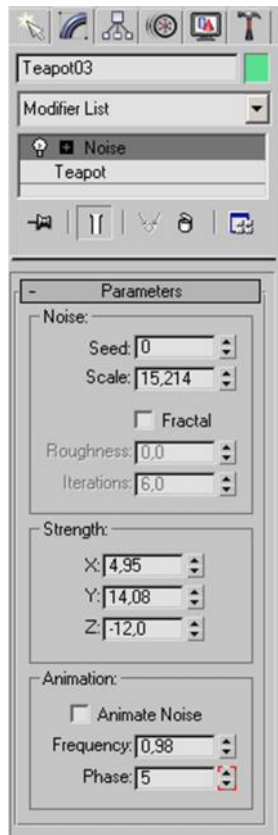 Teapot03
Modifier List
Noise
Teapot
- Parameters
Noise:
Seed: 0
Scale: 15,214
Fractal
Roughness: 0,0
Iterations: 6,0
Strength:
X: 4,95
Y: 14,08
Z: -12,0
Animation:
Animate Noise
Frequency: 0,98
Phase: 5